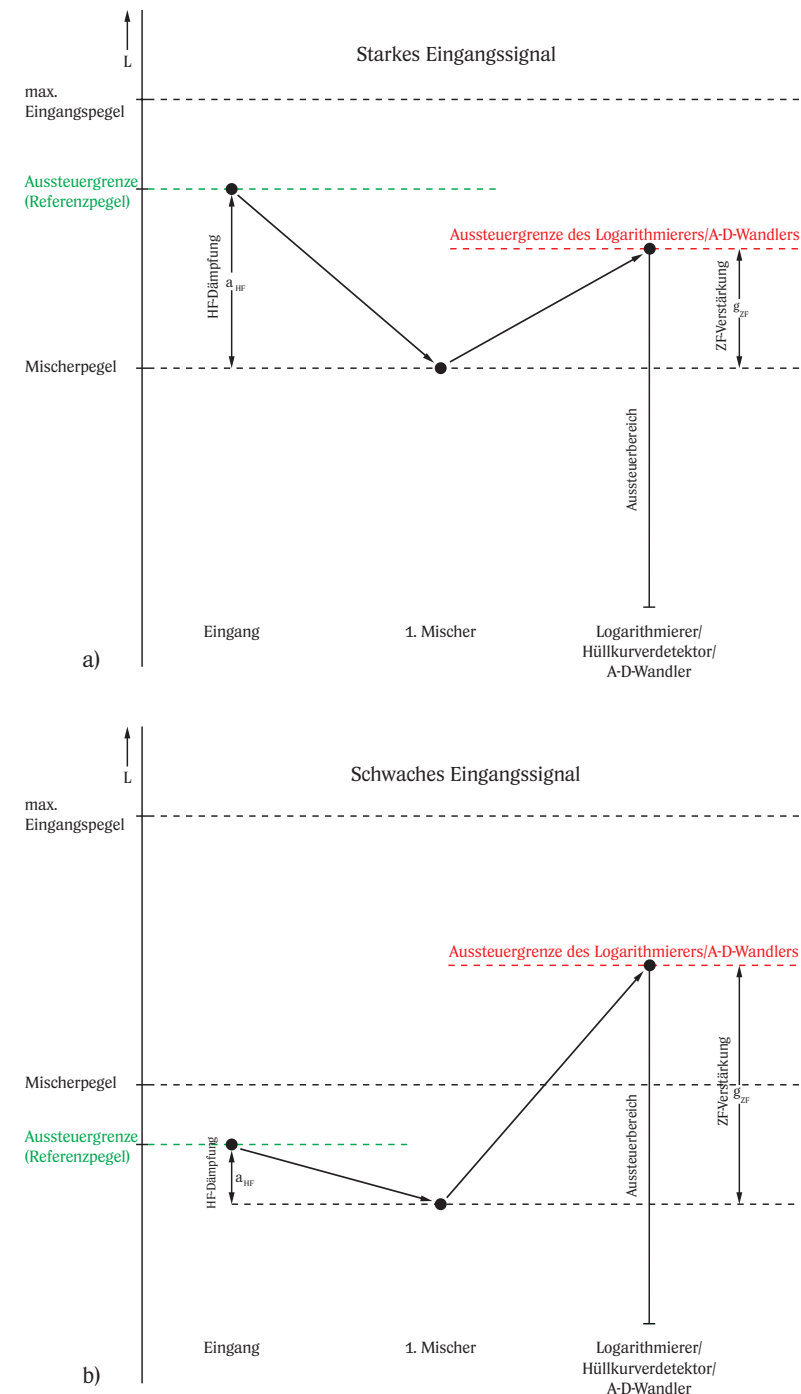 L
Starkes Eingangssignal
max.
Eingangspegel
Aussteuergrenze
(Referenzpegel)
HF-Dämpfung
a HF
Aussteuergrenze des Logarithmierers/A-D-Wandlers
ZF-Verstärkung
g ZF
Mischerpegel
Aussteuerbereich
Eingang
1. Mischer
Logarithmierer/
Hüllkurverdetektor/
A-D-Wandler
a)
L
Schwaches Eingangssignal
max.
Eingangspegel
Aussteuergrenze des Logarithmierers/A-D-Wandlers
Mischerpegel
ZF-Verstärkung
g ZF
Aussteuergrenze
(Referenzpegel)
HF-Dämpfung
a HF
Aussteuerbereich
Eingang
1. Mischer
Logarithmierer/
Hüllkurverdetektor/
A-D-Wandler
b)